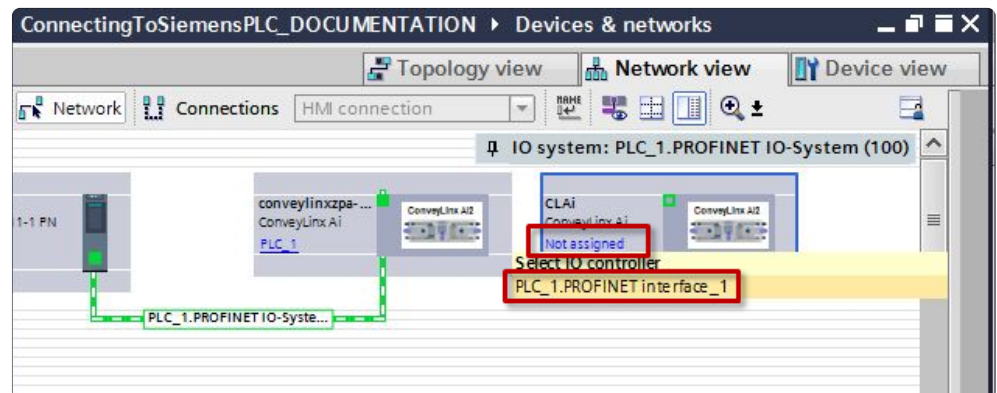 ConnectingToSiemensPLC_DOCUMENTATION ▸ Devices & networks
Topology view
Network view
Device view
Network
Connections
HMI connection
NAME
IO system: PLC_1.PROFINET IO-System (100)
11-1 PN
conveylinxzpa-...
ConveyLinx Ai
PLC_1
ConveyLinx AI2
CLAi
ConveyLinx Ai
Not assigned
ConveyLinx AI2
Select IO controller
PLC_1.PROFINET interface_1
PLC_1.PROFINET IO-Syste...